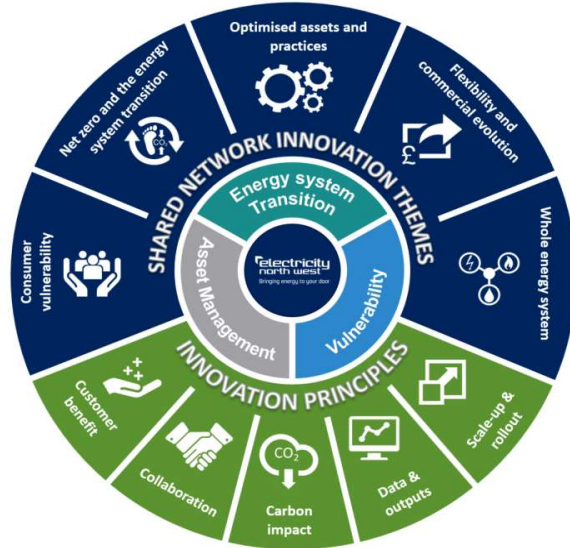 Optimised assets and
practices
Net zero and the energy
system transition
CO₂
Flexibility and
commercial evolution
£
Consumer
vulnerability
Whole energy system
SHARED NETWORK INNOVATION THEMES
Energy system
Transition
Asset Management
Vulnerability
electricity
north west
Bringing energy to your door
INNOVATION PRINCIPLES
Customer
benefit
Collaboration
CO₂
Carbon
impact
Data &
outputs
Scale-up &
rollout